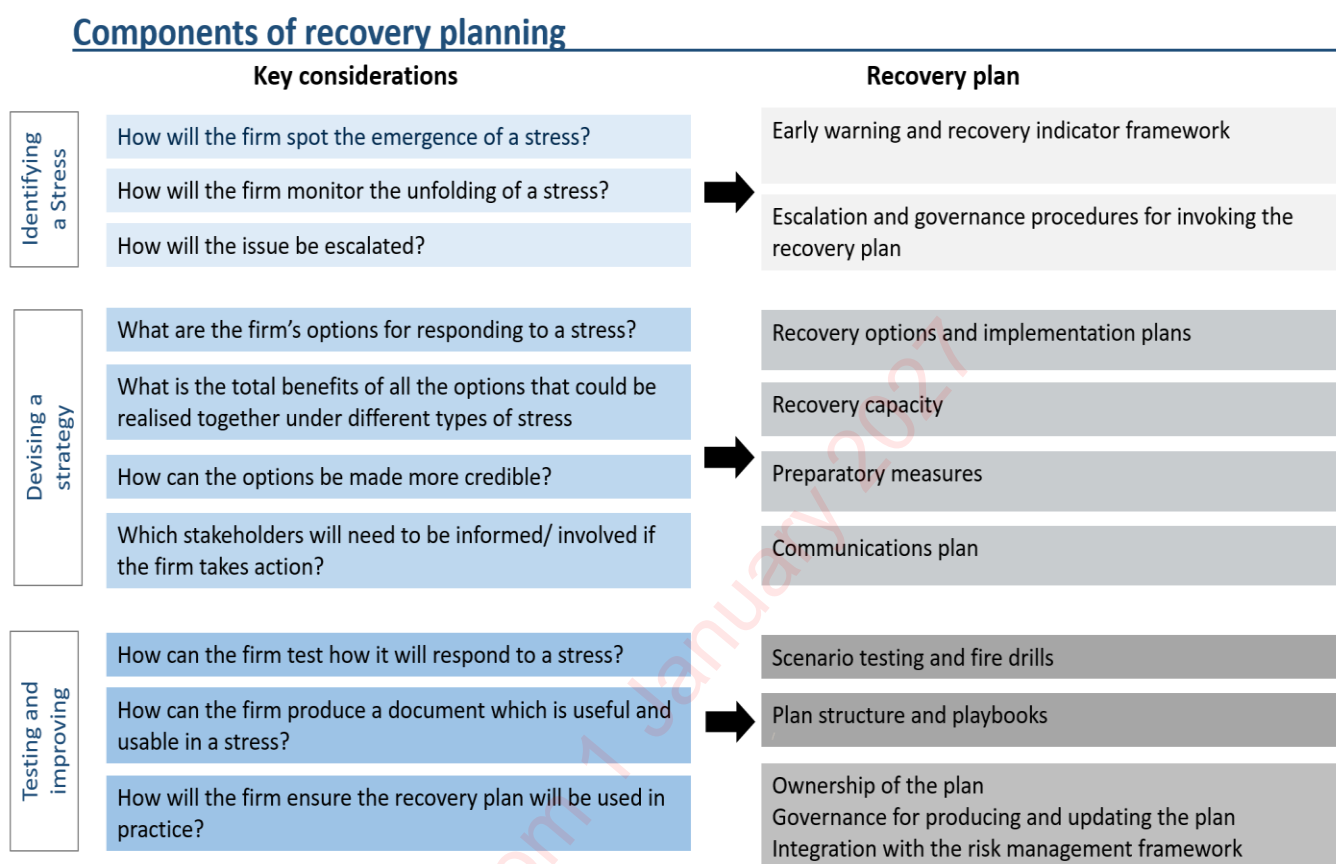 Components of recovery planning
Key considerations
Recovery plan
Identifying
a Stress
How will the firm spot the emergence of a stress?
How will the firm monitor the unfolding of a stress?
How will the issue be escalated?
Early warning and recovery indicator framework
Escalation and governance procedures for invoking the
recovery plan
Devising a
strategy
What are the firm's options for responding to a stress?
What is the total benefits of all the options that could be
realised together under different types of stress
How can the options be made more credible?
Which stakeholders will need to be informed/ involved if
the firm takes action?
Recovery options and implementation plans
Recovery capacity
Preparatory measures
Communications plan
Testing and
improving
How can the firm test how it will respond to a stress?
How can the firm produce a document which is useful and
usable in a stress?
How will the firm ensure the recovery plan will be used in
practice?
Scenario testing and fire drills
Plan structure and playbooks
Ownership of the plan
Governance for producing and updating the plan
Integration with the risk management framework
1 January 2027